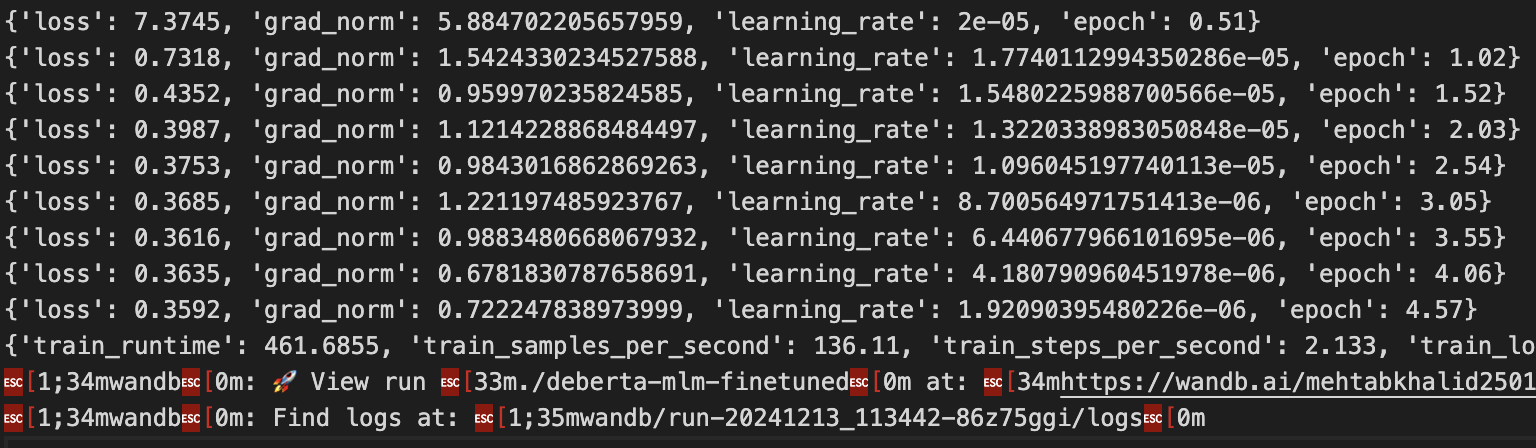 {'loss': 7.3745, 'grad_norm': 5.884702205657959, 'learning_rate': 2e-05, 'epoch': 0.51}
{'loss': 0.7318, 'grad_norm': 1.5424330234527588, 'learning_rate': 1.7740112994350286e-05, 'epoch': 1.02}
{'loss': 0.4352, 'grad_norm': 0.959970235824585, 'learning_rate': 1.5480225988700566e-05, 'epoch': 1.52}
{'loss': 0.3987, 'grad_norm': 1.1214228868484497, 'learning_rate': 1.3220338983050848e-05, 'epoch': 2.03}
{'loss': 0.3753, 'grad_norm': 0.9843016862869263, 'learning_rate': 1.096045197740113e-05, 'epoch': 2.54}
{'loss': 0.3685, 'grad_norm': 1.221197485923767, 'learning_rate': 8.700564971751413e-06, 'epoch': 3.05}
{'loss': 0.3616, 'grad_norm': 0.9883480668067932, 'learning_rate': 6.440677966101695e-06, 'epoch': 3.55}
{'loss': 0.3635, 'grad_norm': 0.6781830787658691, 'learning_rate': 4.180790960451978e-06, 'epoch': 4.06}
{'loss': 0.3592, 'grad_norm': 0.722247838973999, 'learning_rate': 1.92090395480226e-06, 'epoch': 4.57}
{'train_runtime': 461.6855, 'train_samples_per_second': 136.11, 'train_steps_per_second': 2.133, 'train_lo
ESC[1;34mwandbESC[0m: 🚀 View run ESC[33m./deberta-mlm-finetunedESC[0m at: ESC[34mhttps://wandb.ai/mehtabkhalid2501
ESC[1;34mwandbESC[0m: Find logs at: ESC[1;35mwandb/run-20241213_113442-86z75ggi/logsESC[0m